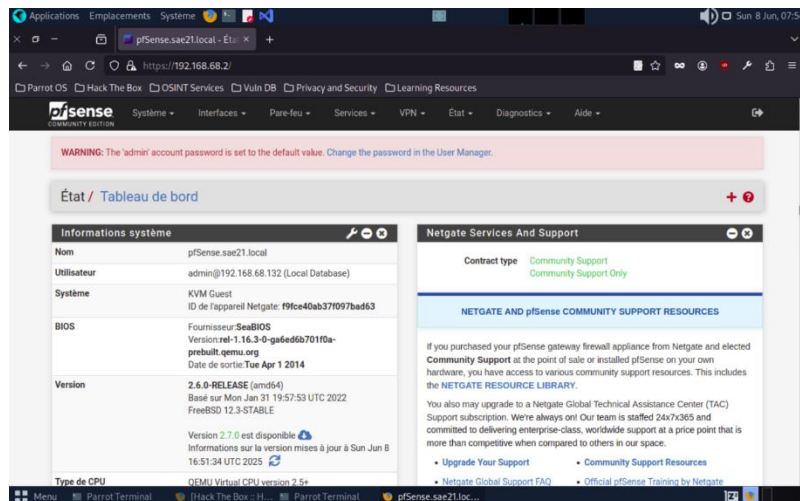 Applications Emplacements Système
Sun 8 Jun, 07:5
pfSense.sae21.local - État
https://192.168.68.2/
Parrot OS Hack The Box OSINT Services Vuln DB Privacy and Security Learning Resources
pfsense Système Interfaces Pare-feu Services VPN État Diagnostics Aide
COMMUNITY EDITION
WARNING: The 'admin' account password is set to the default value. Change the password in the User Manager.
État / Tableau de bord
Informations système
Nom pfSense.sae21.local
Utilisateur admin@192.168.68.132 (Local Database)
Système KVM Guest
ID de l'appareil Netgate: f9fce40ab37f097bad63
BIOS Fournisseur:SeaBIOS
Version:rel-1.16.3-0-ga6ed6b701f0a-
prebuilt.qemu.org
Date de sortie:Tue Apr 1 2014
Version 2.6.0-RELEASE (amd64)
Basé sur Mon Jan 31 19:57:53 UTC 2022
FreeBSD 12.3-STABLE
Version 2.7.0 est disponible
Informations sur la version mises à jour à Sun Jun 8
16:51:34 UTC 2025
Type de CPU QEMU Virtual CPU version 2.5+
Netgate Services And Support
Contract type Community Support
Community Support Only
NETGATE AND pfSense COMMUNITY SUPPORT RESOURCES
If you purchased your pfSense gateway firewall appliance from Netgate and elected
Community Support at the point of sale or installed pfSense on your own
hardware, you have access to various community support resources. This includes
the NETGATE RESOURCE LIBRARY.
You also may upgrade to a Netgate Global Technical Assistance Center (TAC)
Support subscription. We're always on! Our team is staffed 24x7x365 and
committed to delivering enterprise-class, worldwide support at a price point that is
more than competitive when compared to others in our space.
• Upgrade Your Support • Community Support Resources
• Netgate Global Support FAQ • Official pfSense Training by Netgate
Menu Parrot Terminal [Hack The Box :: H... Parrot Terminal pfSense.sae21.loc...